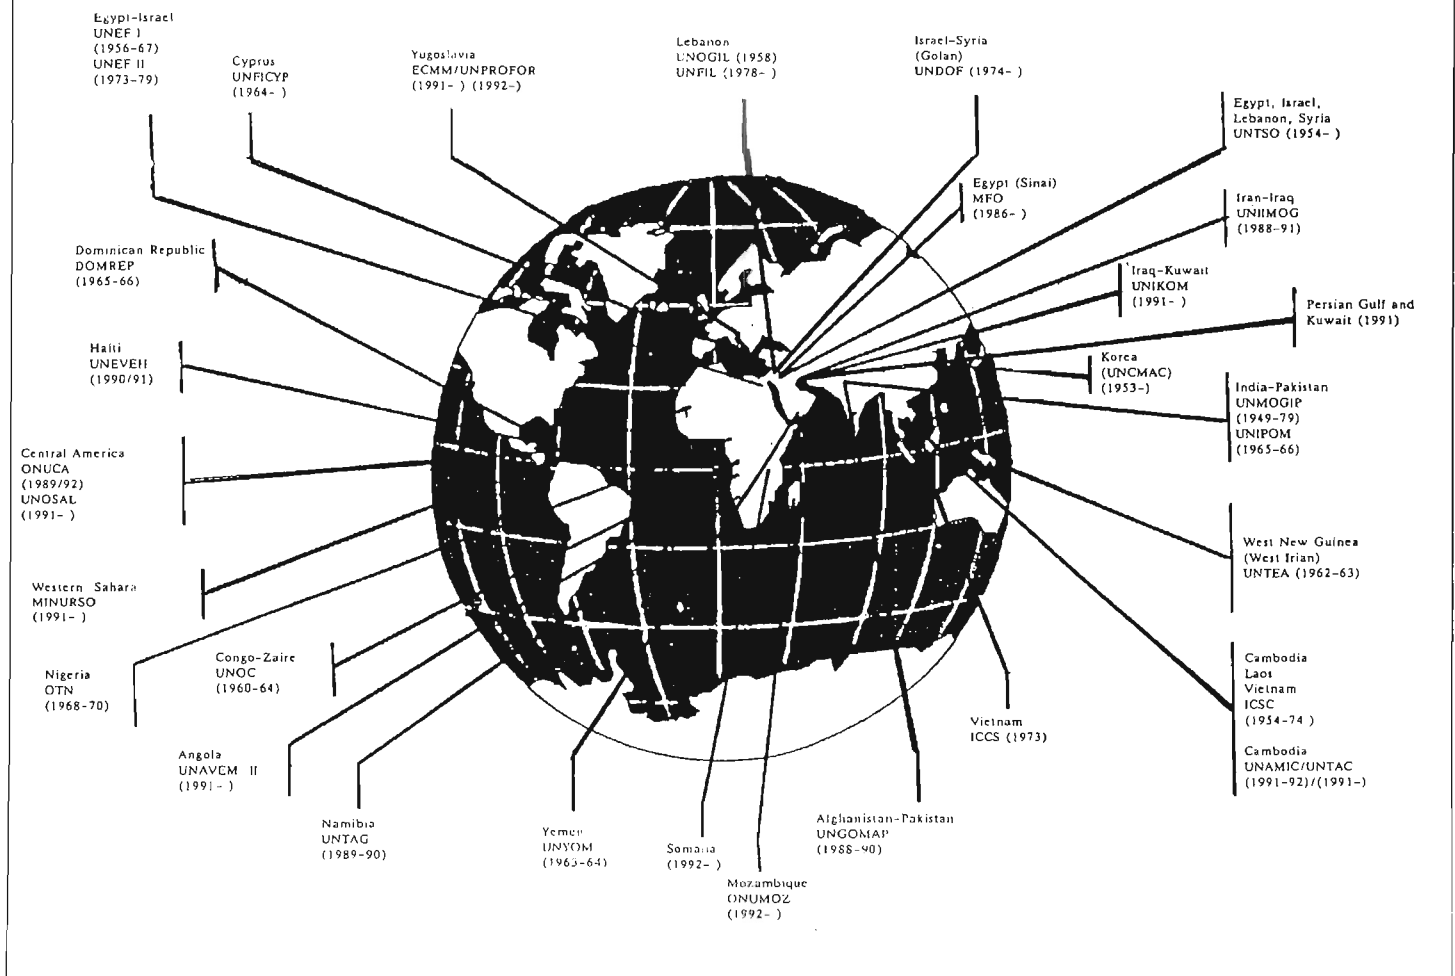 Egypt-Israel
UNEF I
(1956-67)
UNEF II
(1973-79)
Cyprus
UNFICYP
(1964- )
Yugoslavia
ECMM/UNPROFOR
(1991- ) (1992-)
Lebanon
UNOGIL (1958)
UNFIL (1978- )
Israel-Syria
(Golan)
UNDOF (1974- )
Egypt, Israel,
Lebanon, Syria
UNTSO (1954- )
Egypt (Sinai)
MFO
(1986- )
Iran-Iraq
UNIIMOG
(1988-91)
Iraq-Kuwait
UNIKOM
(1991- )
Persian Gulf and
Kuwait (1991)
Korea
(UNCMAC)
(1953-)
India-Pakistan
UNMOGIP
(1949-79)
UNIPOM
(1965-66)
West New Guinea
(West Irian)
UNTEA (1962-63)
Cambodia
Laos
Vietnam
ICSC
(1954-74 )
Cambodia
UNAMIC/UNTAC
(1991-92)/(1991-)
Vietnam
ICCS (1973)
Afghanistan-Pakistan
UNGOMAP
(1988-90)
Mozambique
ONUMOZ
(1992- )
Somalia
(1992- )
Yemen
UNYOM
(1963-64)
Namibia
UNTAG
(1989-90)
Angola
UNAVEM II
(1991- )
Congo-Zaire
UNOC
(1960-64)
Nigeria
OTN
(1968-70)
Western Sahara
MINURSO
(1991- )
Central America
ONUCA
(1989/92)
UNOSAL
(1991- )
Haiti
UNEVEH
(1990/91)
Dominican Republic
DOMREP
(1965-66)